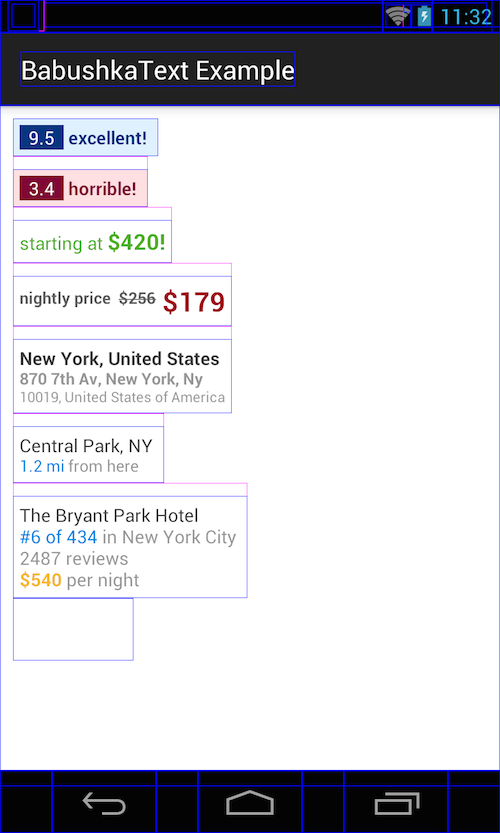 11:32
BabushkaText Example
9.5 excellent!
3.4 horrible!
starting at $420!
nightly price $256 $179
New York, United States
870 7th Av, New York, Ny
10019, United States of America
Central Park, NY
1.2 mi from here
The Bryant Park Hotel
#6 of 434 in New York City
2487 reviews
$540 per night